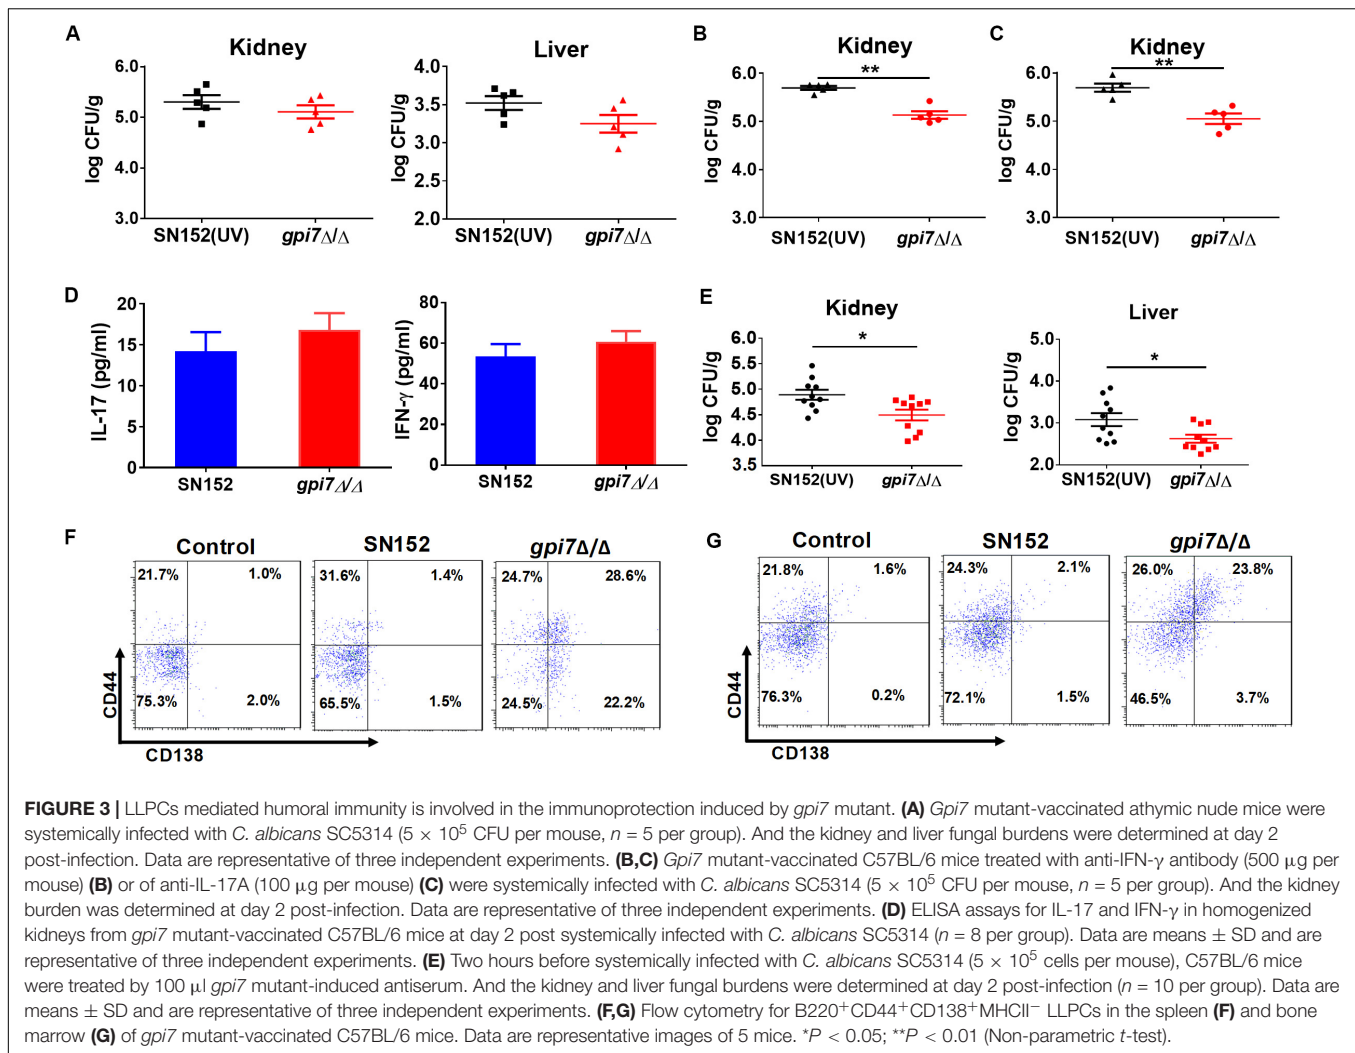 A
Kidney
log CFU/g
6.0
5.0
4.0
3.0
SN152(UV)
gpi7Δ/Δ
Liver
log CFU/g
4.0
3.5
3.0
2.5
2.0
SN152(UV)
gpi7Δ/Δ
B
Kidney
**
log CFU/g
6.0
5.0
4.0
3.0
SN152(UV)
gpi7Δ/Δ
C
Kidney
**
log CFU/g
6.0
5.0
4.0
3.0
SN152(UV)
gpi7Δ/Δ
D
IL-17 (pg/ml)
20
15
10
5
0
SN152
gpi7Δ/Δ
IFN-γ (pg/ml)
80
60
40
20
0
SN152
gpi7Δ/Δ
E
Kidney
*
log CFU/g
6.0
5.5
5.0
4.5
4.0
3.5
SN152(UV)
gpi7Δ/Δ
Liver
*
log CFU/g
5.0
4.0
3.0
2.0
SN152(UV)
gpi7Δ/Δ
F
Control
21.7% 1.0%
75.3% 2.0%
SN152
31.6% 1.4%
65.5% 1.5%
gpi7Δ/Δ
24.7% 28.6%
24.5% 22.2%
CD44
CD138
G
Control
21.8% 1.6%
76.3% 0.2%
SN152
24.3% 2.1%
72.1% 1.5%
gpi7Δ/Δ
26.0% 23.8%
46.5% 3.7%
CD44
CD138
FIGURE 3 | LLPCs mediated humoral immunity is involved in the immunoprotection induced by gpi7 mutant. (A) Gpi7 mutant-vaccinated athymic nude mice were
systemically infected with C. albicans SC5314 (5 × 10⁵ CFU per mouse, n = 5 per group). And the kidney and liver fungal burdens were determined at day 2
post-infection. Data are representative of three independent experiments. (B,C) Gpi7 mutant-vaccinated C57BL/6 mice treated with anti-IFN-γ antibody (500 μg per
mouse) (B) or of anti-IL-17A (100 μg per mouse) (C) were systemically infected with C. albicans SC5314 (5 × 10⁵ CFU per mouse, n = 5 per group). And the kidney
burden was determined at day 2 post-infection. Data are representative of three independent experiments. (D) ELISA assays for IL-17 and IFN-γ in homogenized
kidneys from gpi7 mutant-vaccinated C57BL/6 mice at day 2 post systemically infected with C. albicans SC5314 (n = 8 per group). Data are means ± SD and are
representative of three independent experiments. (E) Two hours before systemically infected with C. albicans SC5314 (5 × 10⁵ cells per mouse), C57BL/6 mice
were treated by 100 μl gpi7 mutant-induced antiserum. And the kidney and liver fungal burdens were determined at day 2 post-infection (n = 10 per group). Data are
means ± SD and are representative of three independent experiments. (F,G) Flow cytometry for B220⁺CD44⁺CD138⁺MHCII⁻ LLPCs in the spleen (F) and bone
marrow (G) of gpi7 mutant-vaccinated C57BL/6 mice. Data are representative images of 5 mice. *P < 0.05; **P < 0.01 (Non-parametric t-test).